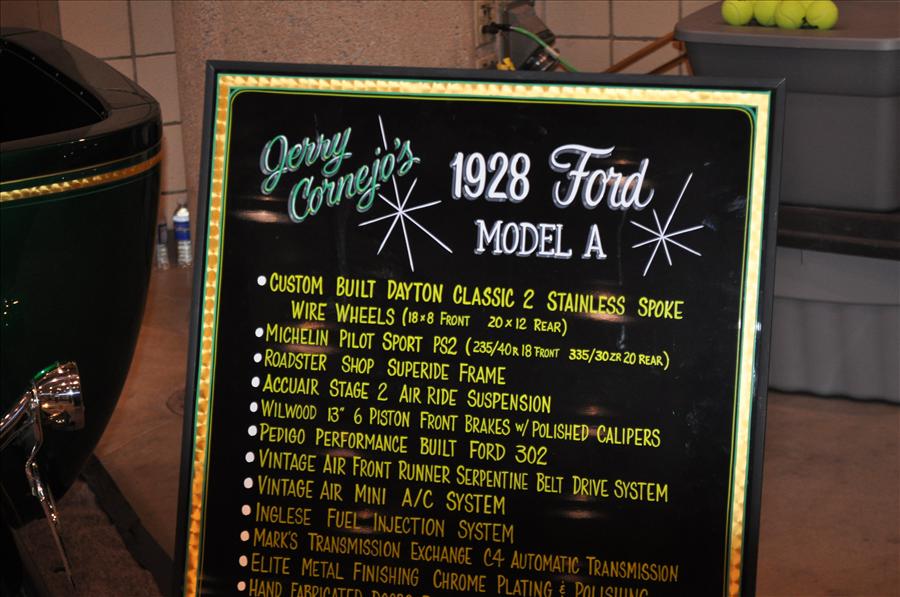 Jerry
Cornejo's
1928 Ford
MODEL A
• CUSTOM BUILT DAYTON CLASSIC 2 STAINLESS SPOKE
WIRE WHEELS (18x8 FRONT 20x12 REAR)
• MICHELIN PILOT SPORT PS2 (235/40R18 FRONT 335/30ZR20 REAR)
• ROADSTER SHOP SUPERIDE FRAME
• ACCUAIR STAGE 2 AIR RIDE SUSPENSION
• WILWOOD 13" 6 PISTON FRONT BRAKES W/ POLISHED CALIPERS
• PEDIGO PERFORMANCE BUILT FORD 302
• VINTAGE AIR FRONT RUNNER SERPENTINE BELT DRIVE SYSTEM
• VINTAGE AIR MINI A/C SYSTEM
• INGLESE FUEL INJECTION SYSTEM
• MARK'S TRANSMISSION EXCHANGE C4 AUTOMATIC TRANSMISSION
• ELITE METAL FINISHING CHROME PLATING & POLISHING
• HAND FABRICATED DOORS